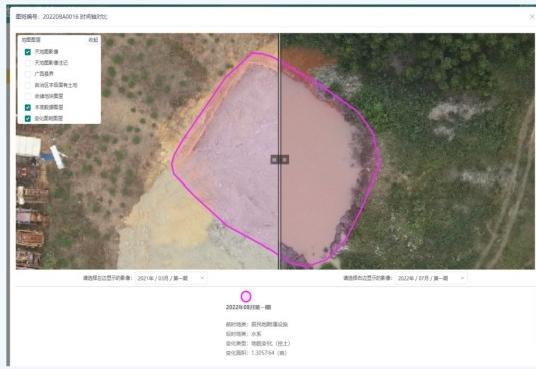 图斑编号：202208BA0016 时间轴对比
地图图层 收起
天地图影像
天地图影像注记
广西县界
自治区本级国有土地
收储地块图层
本底数据图层
变化图斑图层
请选择左边显示的影像： 2021年 / 03月 / 第一期
请选择右边显示的影像： 2022年 / 07月 / 第一期
2022年08月第一期
前时地类：居民地附属设施
后时地类：水系
变化类型：地貌变化（挖土）
变化面积：1.305764（亩）